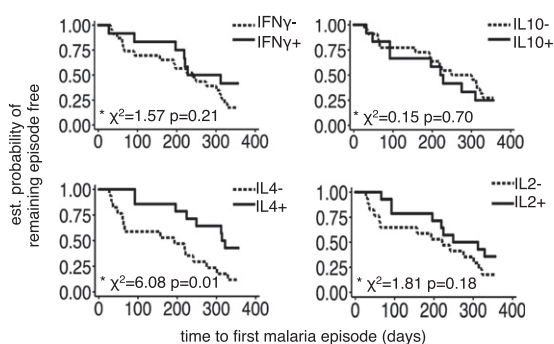 IFNγ-
IFNγ+
1.00
0.75
0.50
0.25
0.00
* χ²=1.57 p=0.21
0 100 200 300 400
IL10-
IL10+
1.00
0.75
0.50
0.25
0.00
* χ²=0.15 p=0.70
0 100 200 300 400
est. probability of
remaining episode free
IL4-
IL4+
1.00
0.75
0.50
0.25
0.00
* χ²=6.08 p=0.01
0 100 200 300 400
IL2-
IL2+
1.00
0.75
0.50
0.25
0.00
* χ²=1.81 p=0.18
0 100 200 300 400
time to first malaria episode (days)